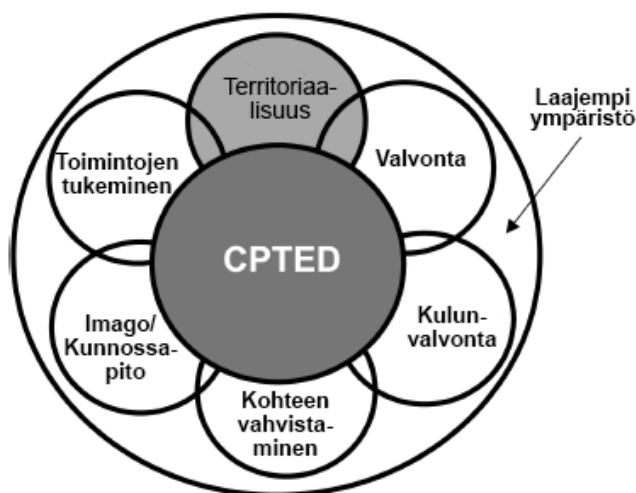 Territoriaa-
lisuus
Laajempi
ympäristö
Toimintojen
tukeminen
Valvonta
CPTED
Imago/
Kunnossa-
pito
Kulun-
valvonta
Kohteen
vahvista-
minen